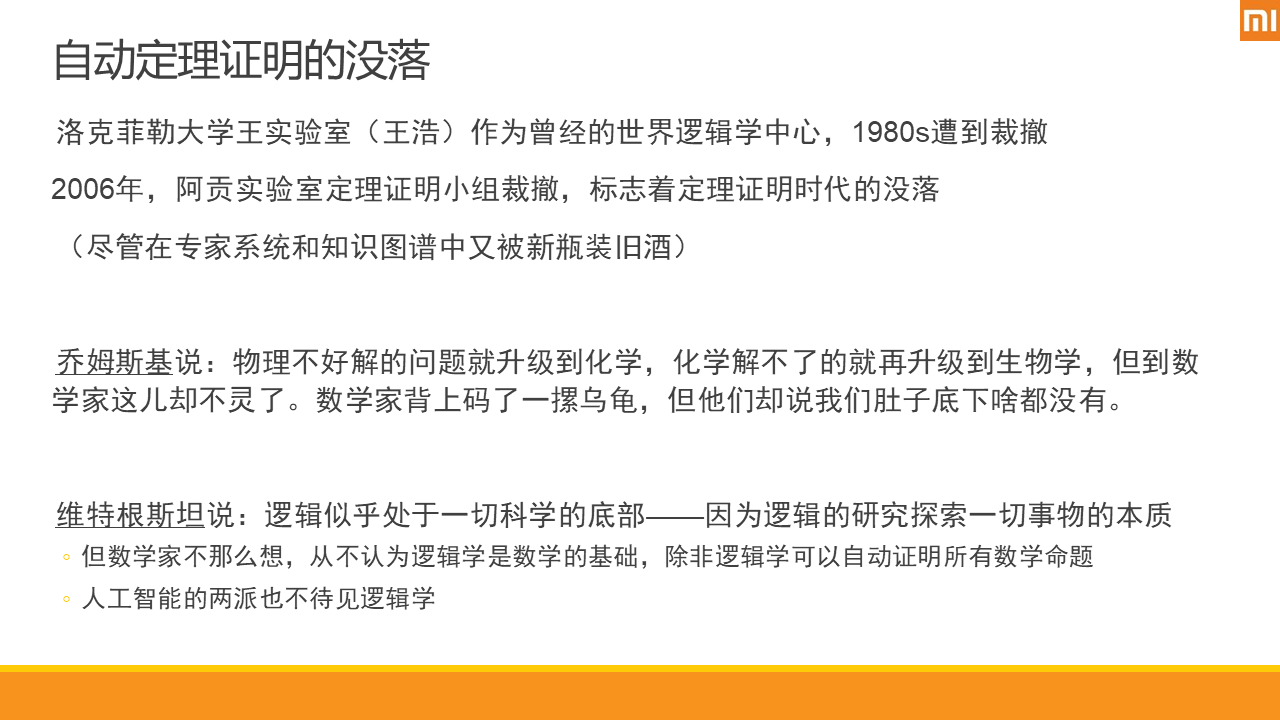 mi
自动定理证明的没落
洛克菲勒大学王实验室（王浩）作为曾经的世界逻辑学中心，1980s遭到裁撤
2006年，阿贡实验室定理证明小组裁撤，标志着定理证明时代的没落
（尽管在专家系统和知识图谱中又被新瓶装旧酒）
乔姆斯基说：物理不好解的问题就升级到化学，化学解不了的就再升级到生物学，但到数
学家这儿却不灵了。数学家背上码了一摞乌龟，但他们却说我们肚子底下啥都没有。
维特根斯坦说：逻辑似乎处于一切科学的底部——因为逻辑的研究探索一切事物的本质
◦ 但数学家不那么想，从不认为逻辑学是数学的基础，除非逻辑学可以自动证明所有数学命题
◦ 人工智能的两派也不待见逻辑学